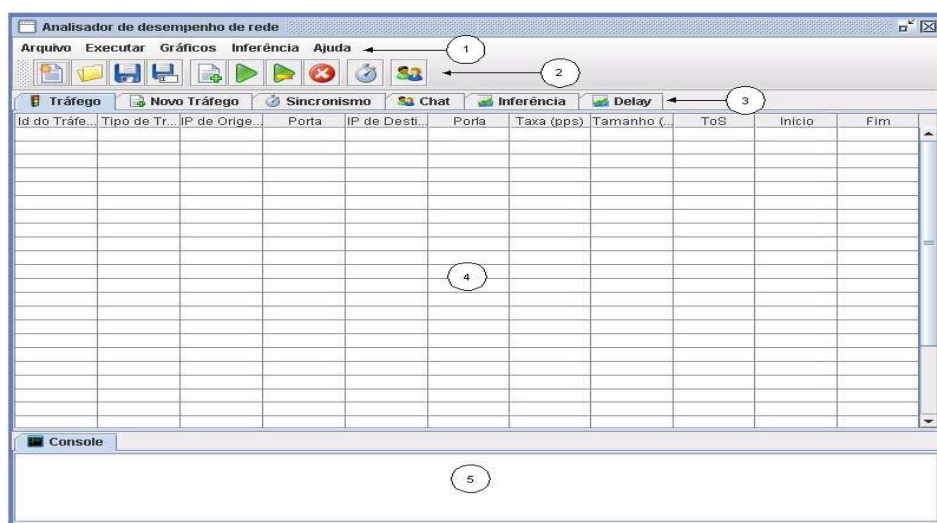 Analisador de desempenho de rede
Arquivo Executar Gráficos Inferência Ajuda
1
2
Tráfego Novo Tráfego Sincronismo Chat Inferência Delay
3
Id do Tráfe... Tipo de Tr... IP de Orige... Porta IP de Desti... Porta Taxa (pps) Tamanho (... ToS Inicio Fim
4
Console
5